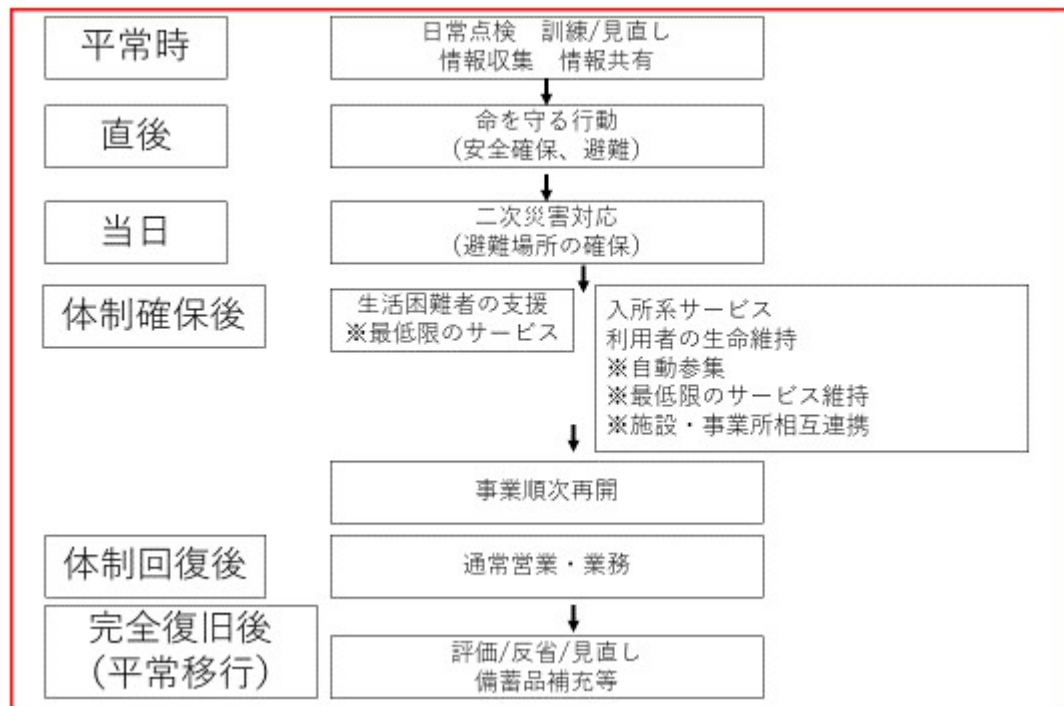 平常時
日常点検　訓練/見直し
情報収集　情報共有
直後
命を守る行動
(安全確保、避難)
当日
二次災害対応
(避難場所の確保)
体制確保後
生活困難者の支援
※最低限のサービス
入所系サービス
利用者の生命維持
※自動参集
※最低限のサービス維持
※施設・事業所相互連携
事業順次再開
体制回復後
通常営業・業務
完全復旧後
(平常移行)
評価/反省/見直し
備蓄品補充等